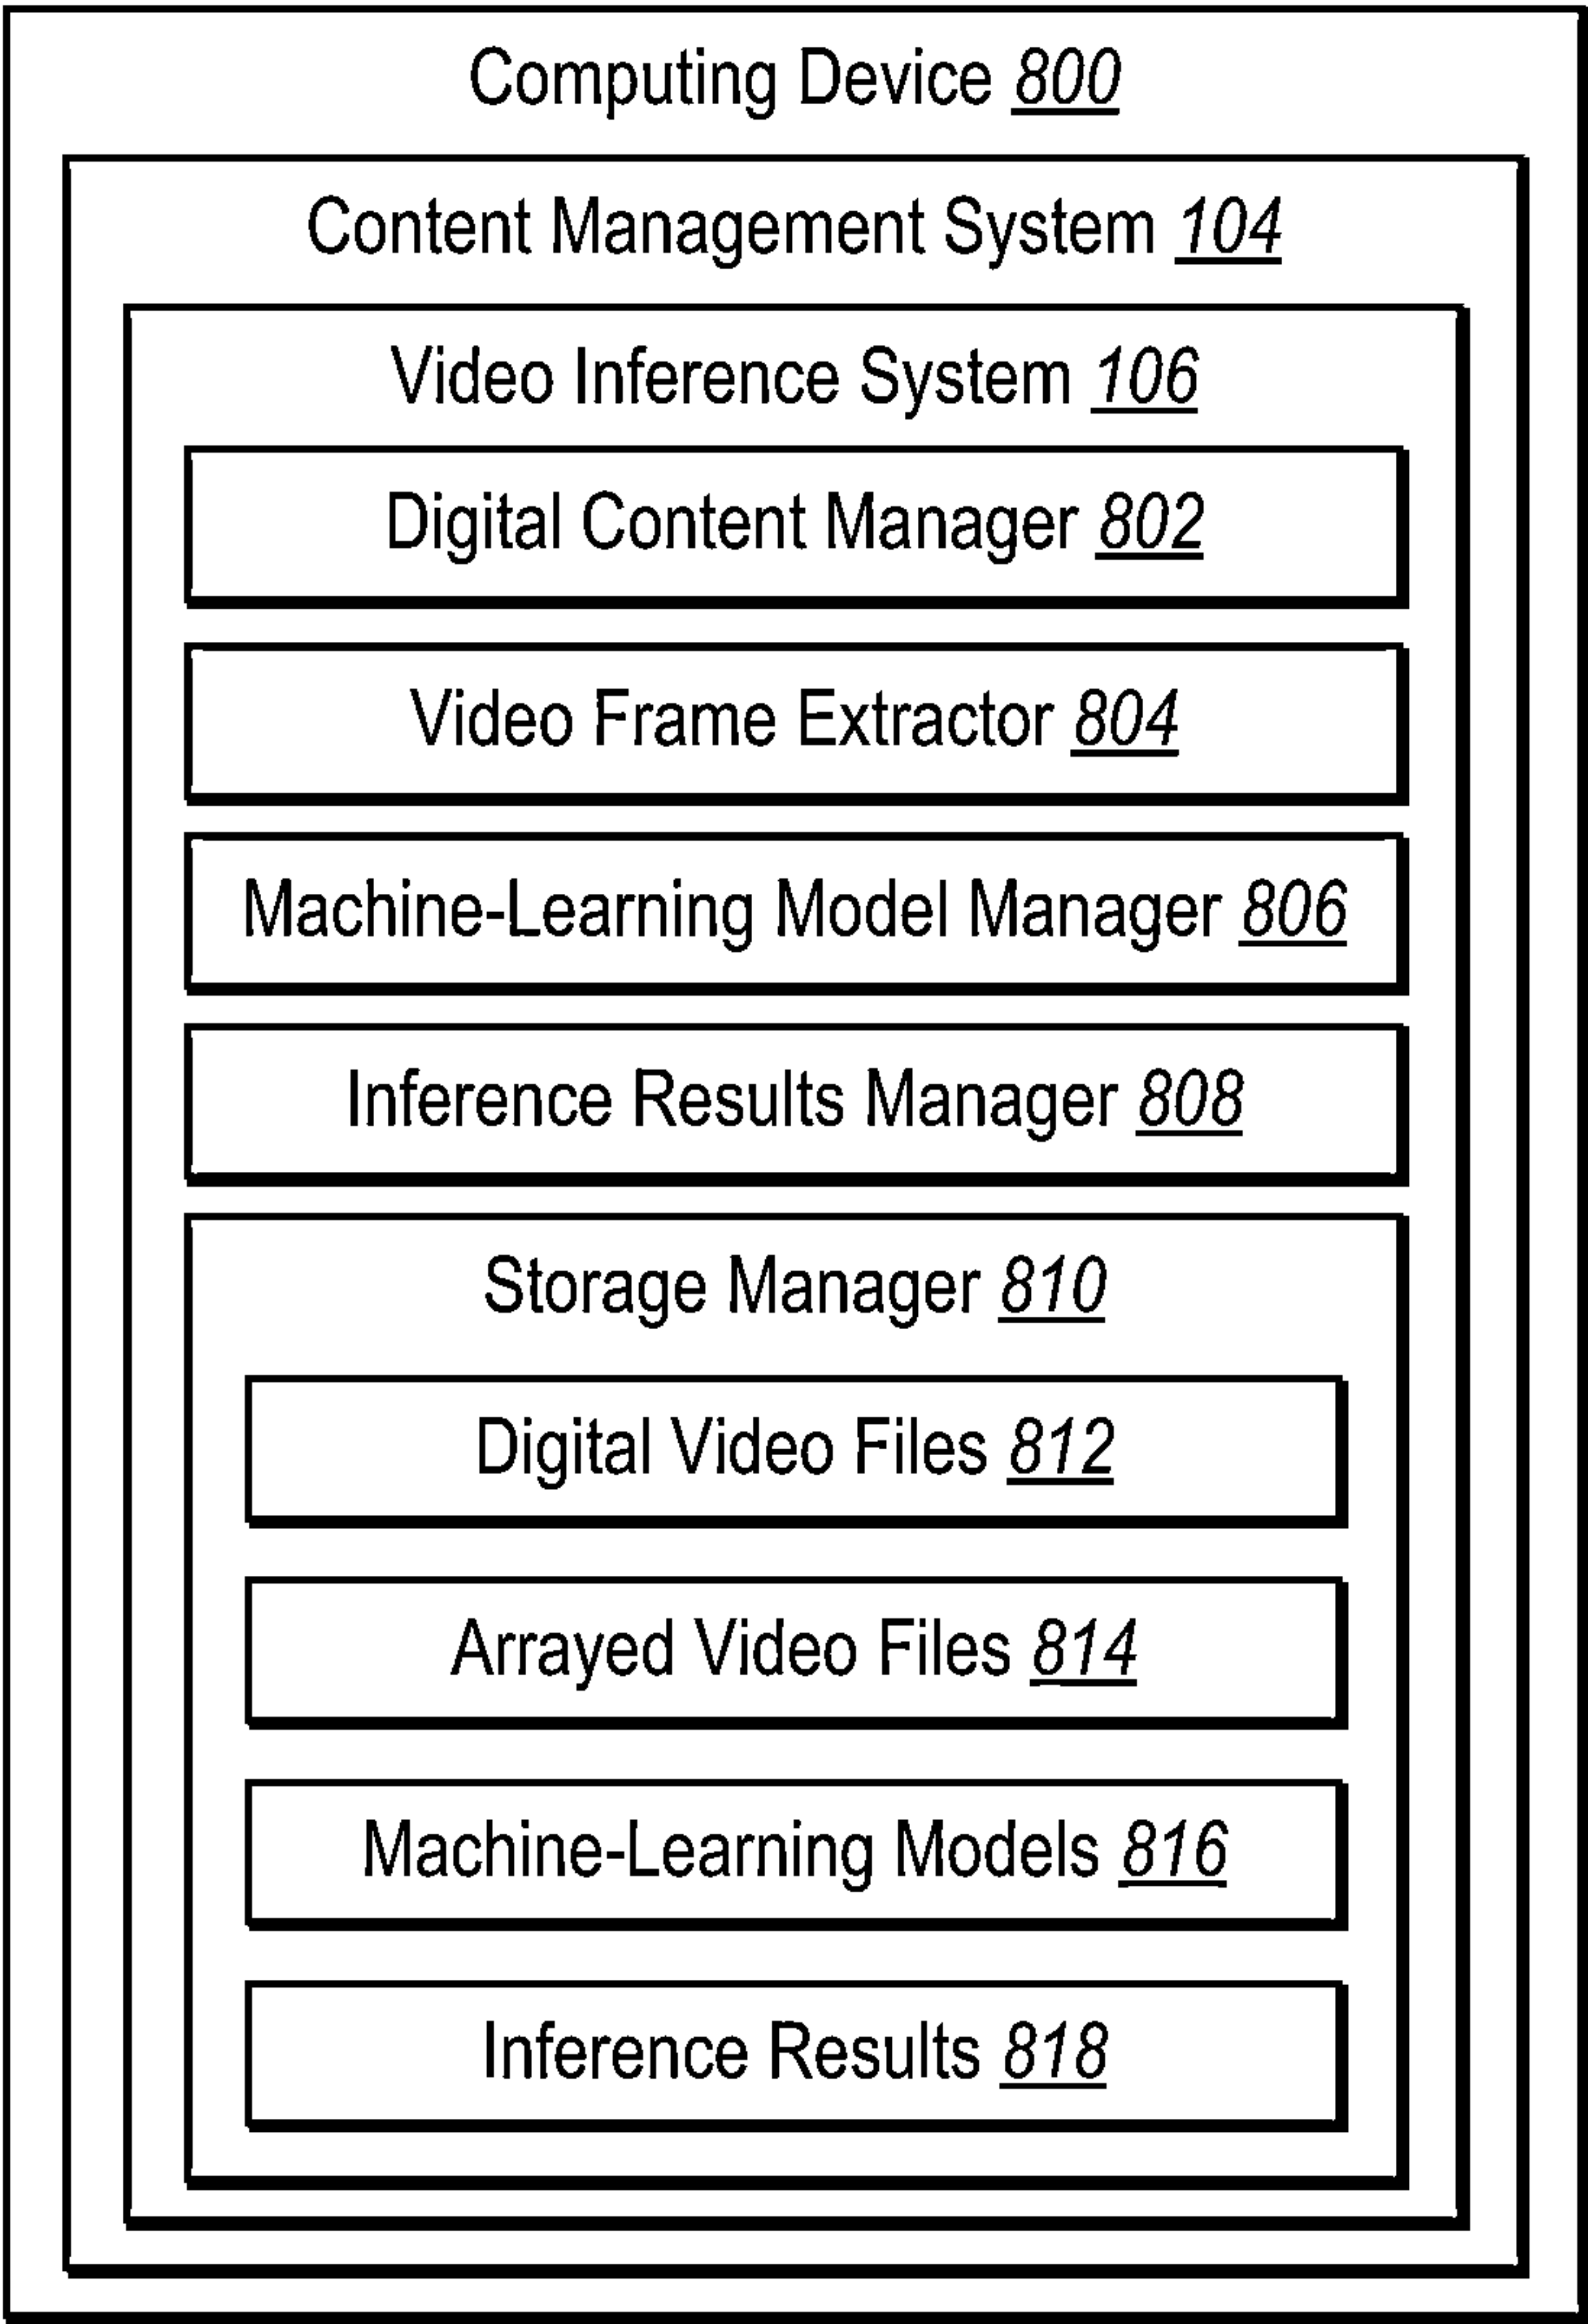 Computing Device 800
Content Management System 104
Video Inference System 106
Digital Content Manager 802
Video Frame Extractor 804
Machine-Learning Model Manager 806
Inference Results Manager 808
Storage Manager 810
Digital Video Files 812
Arrayed Video Files 814
Machine-Learning Models 816
Inference Results 818